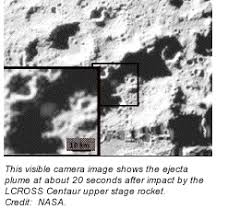 10 km
This visible camera image shows the ejecta
plume at about 20 seconds after impact by the
LCROSS Centaur upper stage rocket.
Credit: NASA.